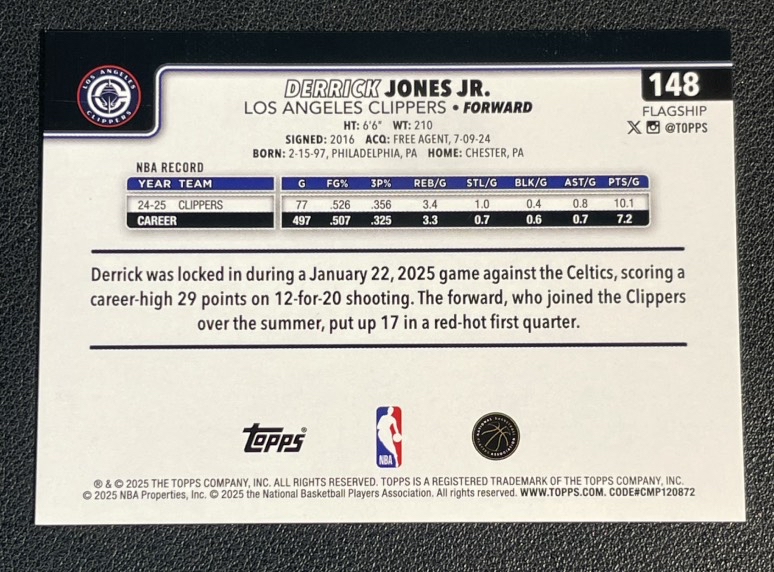 LOS ANGELES
CLIPPERS
DERRICK JONES JR.
148
LOS ANGELES CLIPPERS • FORWARD
FLAGSHIP
@TOPPS
HT: 6'6" WT: 210
SIGNED: 2016 ACQ: FREE AGENT, 7-09-24
BORN: 2-15-97, PHILADELPHIA, PA HOME: CHESTER, PA
NBA RECORD
YEAR TEAM G FG% 3P% REB/G STL/G BLK/G AST/G PTS/G
24-25 CLIPPERS 77 .526 .356 3.4 1.0 0.4 0.8 10.1
CAREER 497 .507 .325 3.3 0.7 0.6 0.7 7.2
Derrick was locked in during a January 22, 2025 game against the Celtics, scoring a
career-high 29 points on 12-for-20 shooting. The forward, who joined the Clippers
over the summer, put up 17 in a red-hot first quarter.
topps®
NBA
® & © 2025 THE TOPPS COMPANY, INC. ALL RIGHTS RESERVED. TOPPS IS A REGISTERED TRADEMARK OF THE TOPPS COMPANY, INC.
© 2025 NBA Properties, Inc. © 2025 the National Basketball Players Association. All rights reserved. WWW.TOPPS.COM. CODE#CMP120872